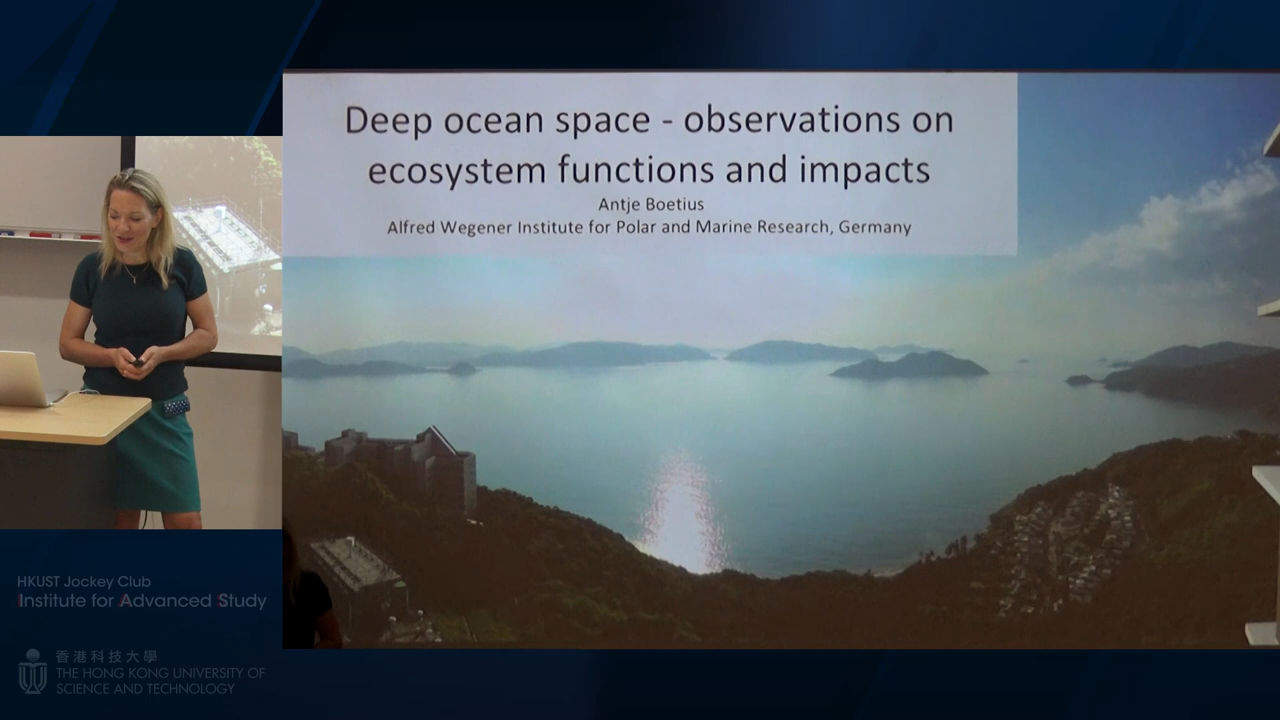 Deep ocean space - observations on
ecosystem functions and impacts
Antje Boetius
Alfred Wegener Institute for Polar and Marine Research, Germany
HKUST Jockey Club
Institute for Advanced Study
香港科技大學
THE HONG KONG UNIVERSITY OF
SCIENCE AND TECHNOLOGY